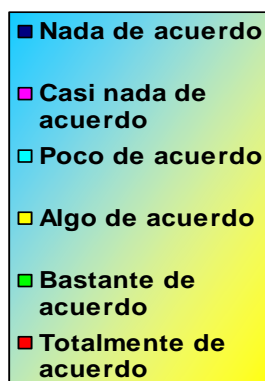 Nada de acuerdo
Casi nada de
acuerdo
Poco de acuerdo
Algo de acuerdo
Bastante de
acuerdo
Totalmente de
acuerdo